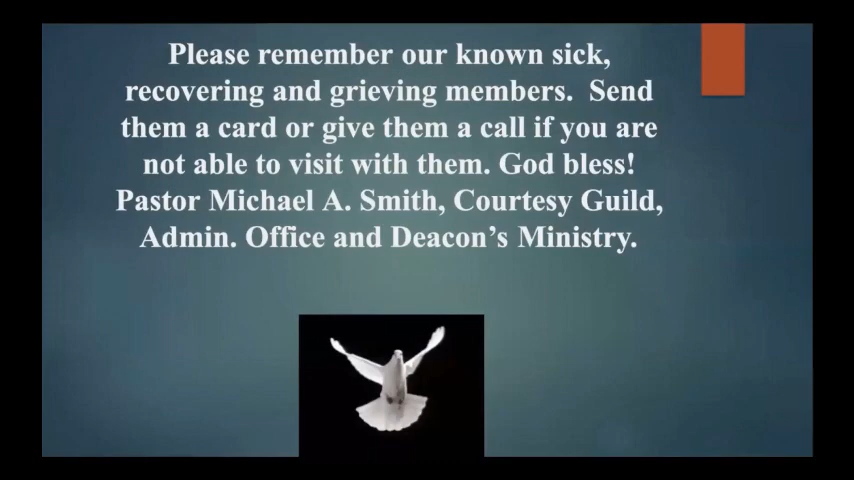 Please remember our known sick,
recovering and grieving members.  Send
them a card or give them a call if you are
not able to visit with them. God bless!
Pastor Michael A. Smith, Courtesy Guild,
Admin. Office and Deacon’s Ministry.